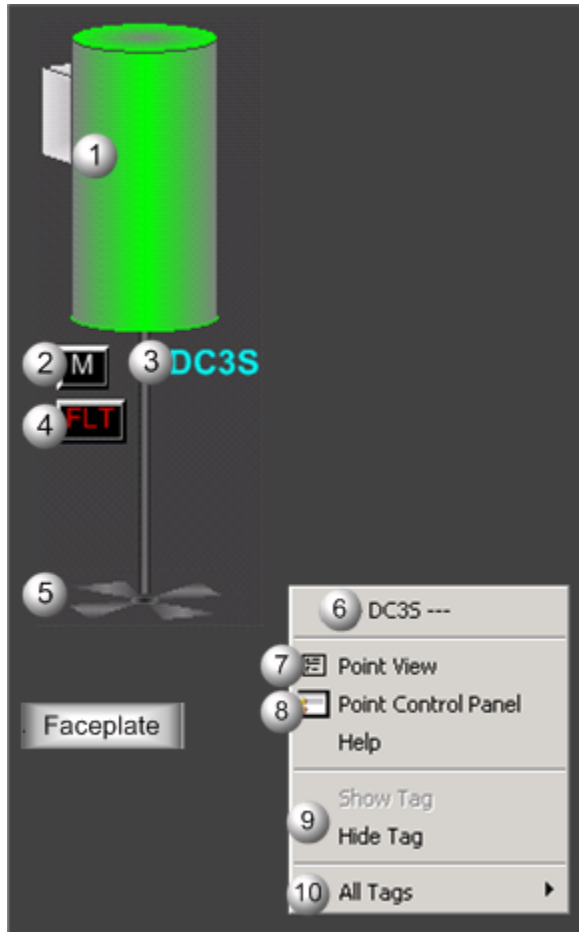 1
2 M 3 DC3S
4 FLT
5
6 DC3S ---
7 Point View
8 Point Control Panel
Help
Faceplate
Show Tag
9
Hide Tag
10 All Tags